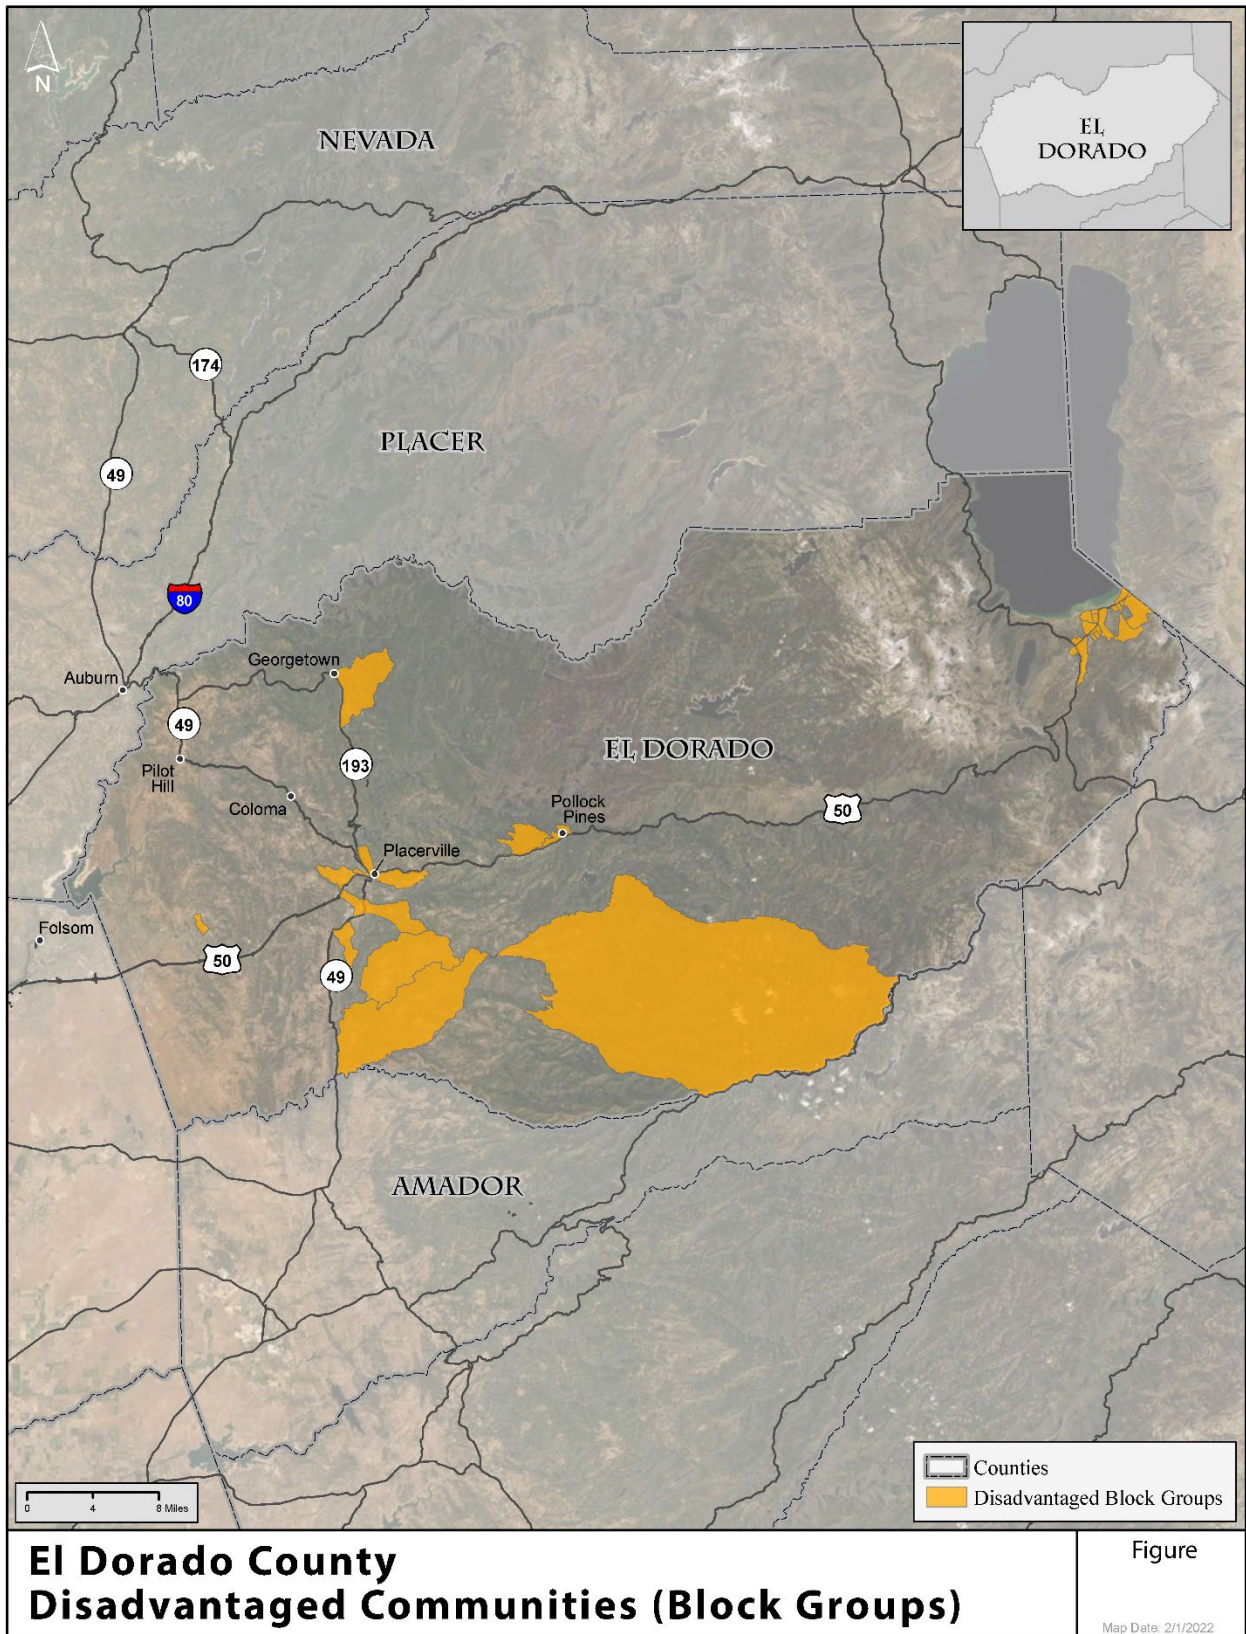 N
NEVADA
EL
DORADO
174
PLACER
49
80
Georgetown
Auburn
49
193
EL DORADO
Pilot
Hill
Coloma
Pollock
Pines
50
Placerville
Folsom
50
49
AMADOR
Counties
Disadvantaged Block Groups
0 4 8 Miles
El Dorado County
Disadvantaged Communities (Block Groups)
Figure
Map Date: 2/1/2022